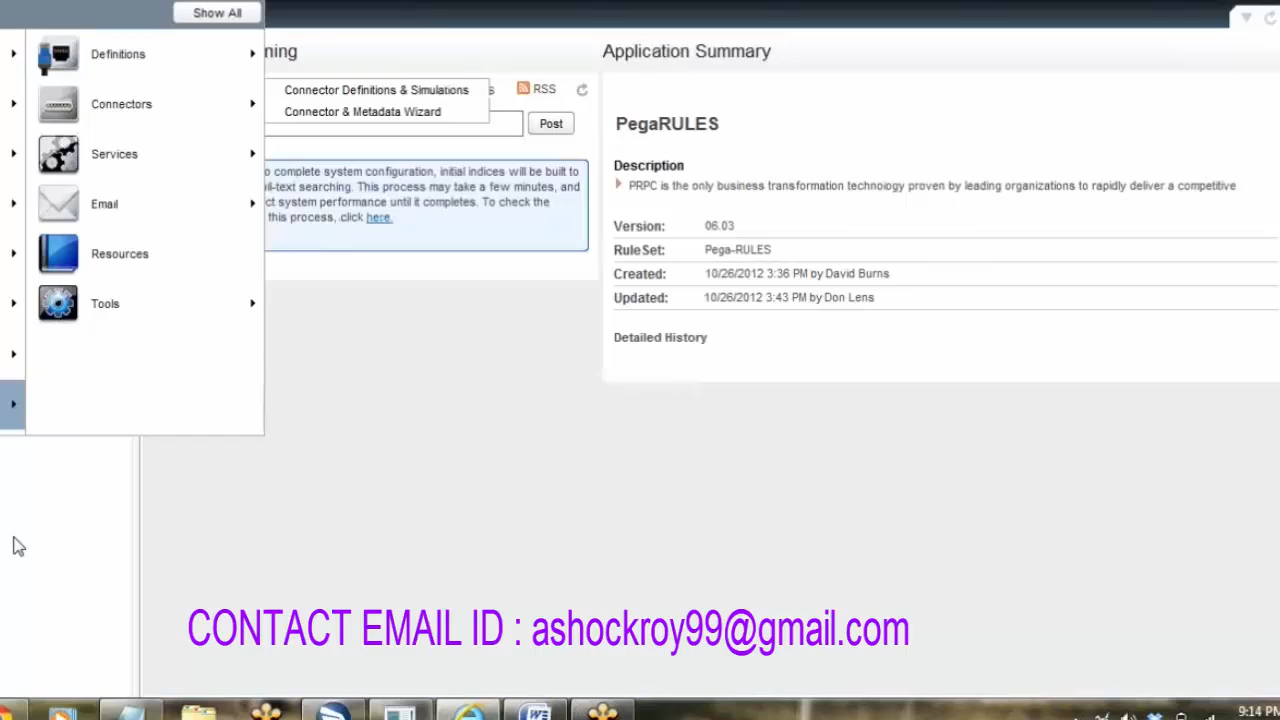 Show All
Definitions
Connectors
Services
Email
Resources
Tools
ning
Connector Definitions & Simulations
Connector & Metadata Wizard
s
RSS
Post
o complete system configuration, initial indices will be built to
l-text searching. This process may take a few minutes, and
ct system performance until it completes. To check the
this process, click here.
Application Summary
PegaRULES
Description
PRPC is the only business transformation technology proven by leading organizations to rapidly deliver a competitive
Version: 06.03
RuleSet: Pega-RULES
Created: 10/26/2012 3:36 PM by David Burns
Updated: 10/26/2012 3:43 PM by Don Lens
Detailed History
CONTACT EMAIL ID : ashockroy99@gmail.com
9:14 PM